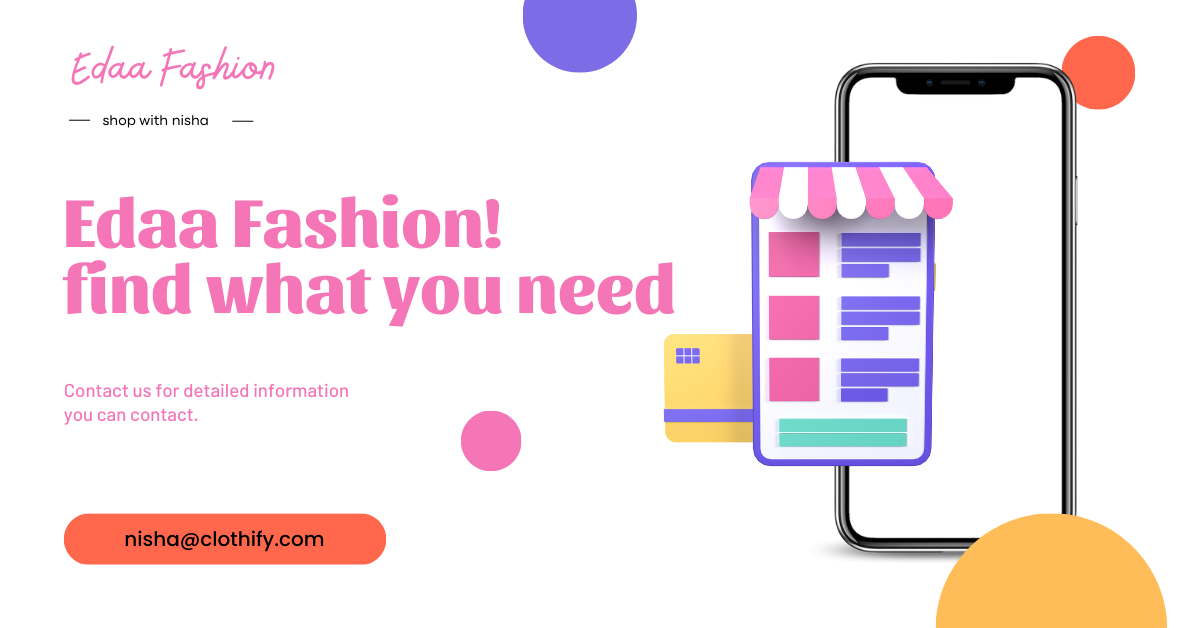 Edaa Fashion
shop with nisha
Edaa Fashion!
find what you need
Contact us for detailed information
you can contact.
nisha@clothify.com